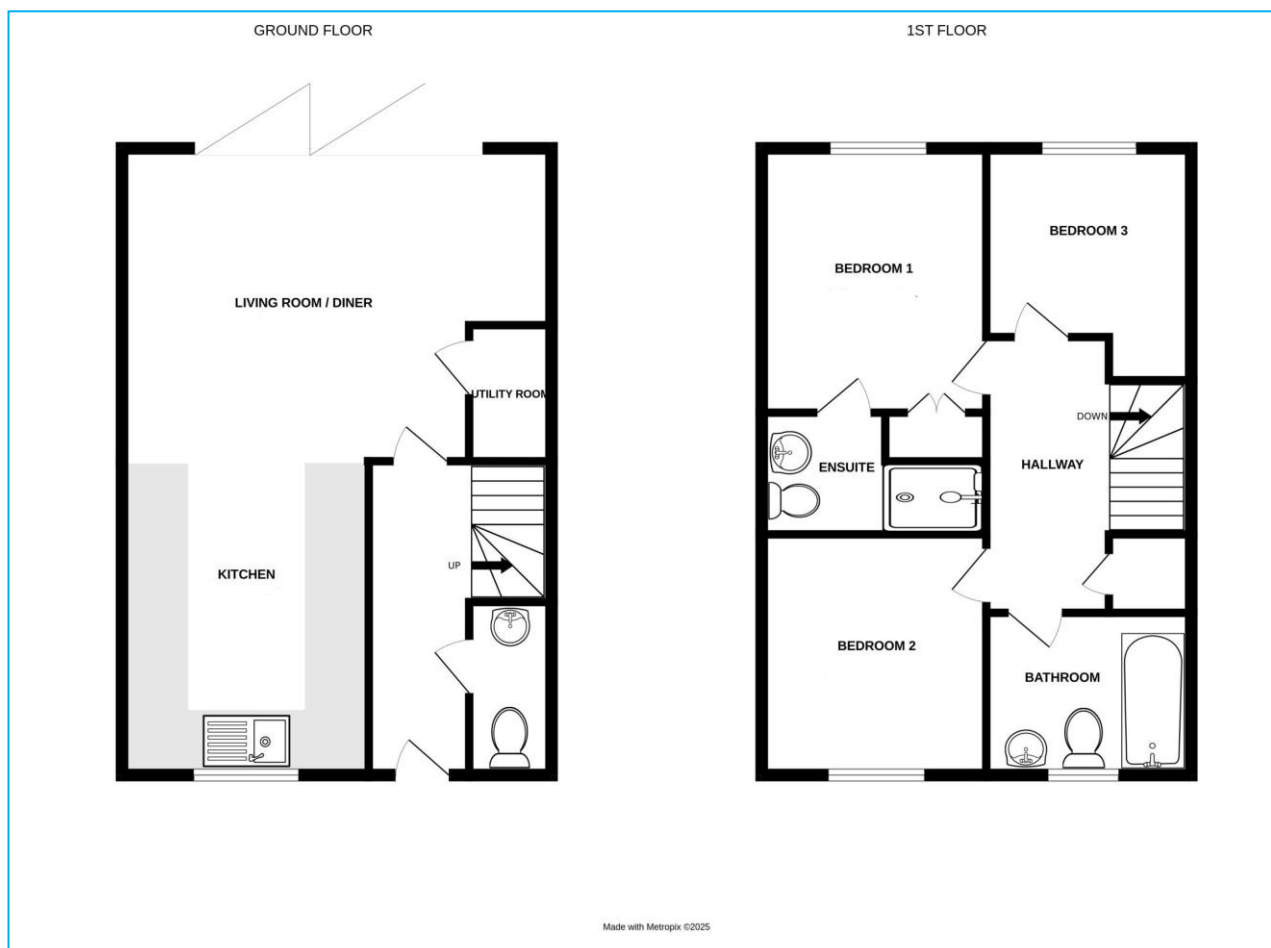 GROUND FLOOR
1ST FLOOR
LIVING ROOM / DINER
UTILITY ROOM
UP
KITCHEN
BEDROOM 1
BEDROOM 3
DOWN
ENSUITE
HALLWAY
BEDROOM 2
BATHROOM
Made with Metropix ©2025